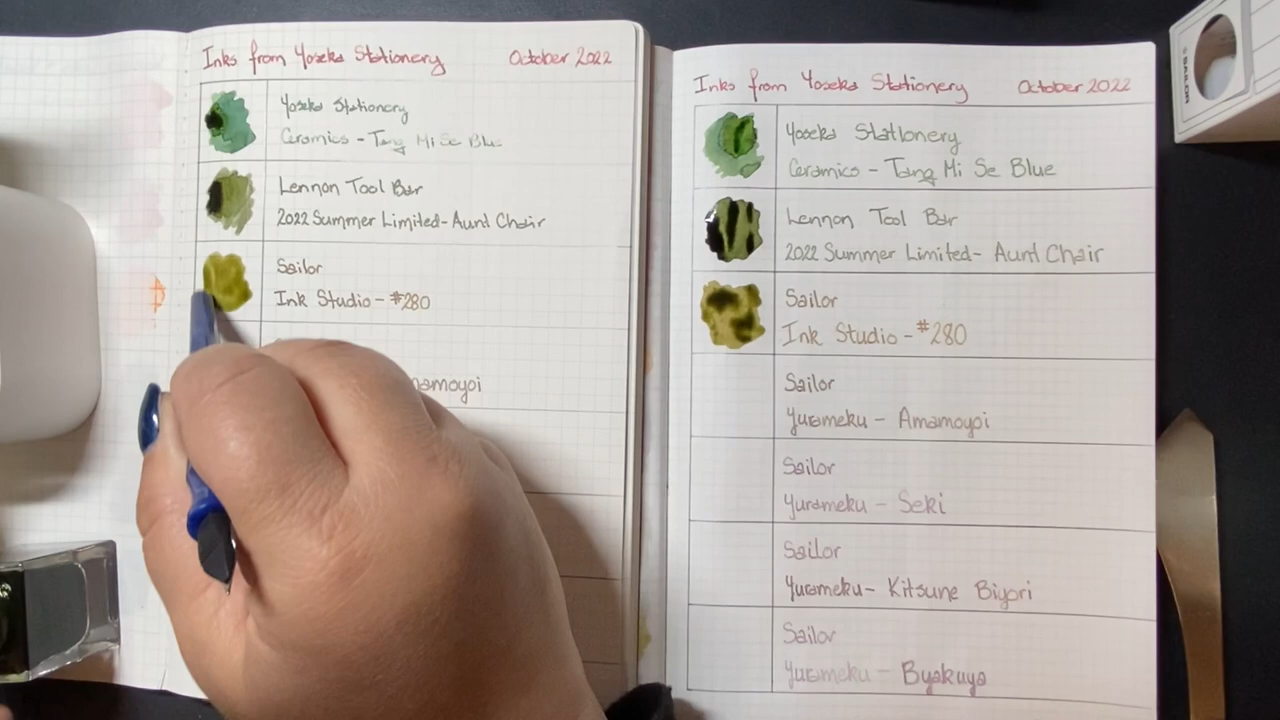 Inks from Yoseka Stationery October 2022
Yoseka Stationery
Ceramics - Tang Mi Se Blue
Lennon Tool Bar
2022 Summer Limited - Aunt Chair
Sailor
Ink Studio - #280
amamoyoi
Inks from Yoseka Stationery October 2022
Yoseka Stationery
Ceramics - Tang Mi Se Blue
Lennon Tool Bar
2022 Summer Limited - Aunt Chair
Sailor
Ink Studio - #280
Sailor
Yurameku - Amamoyoi
Sailor
Yurameku - Seki
Sailor
Yurameku - Kitsune Biyori
Sailor
Yurameku - Byakuya
SAILOR